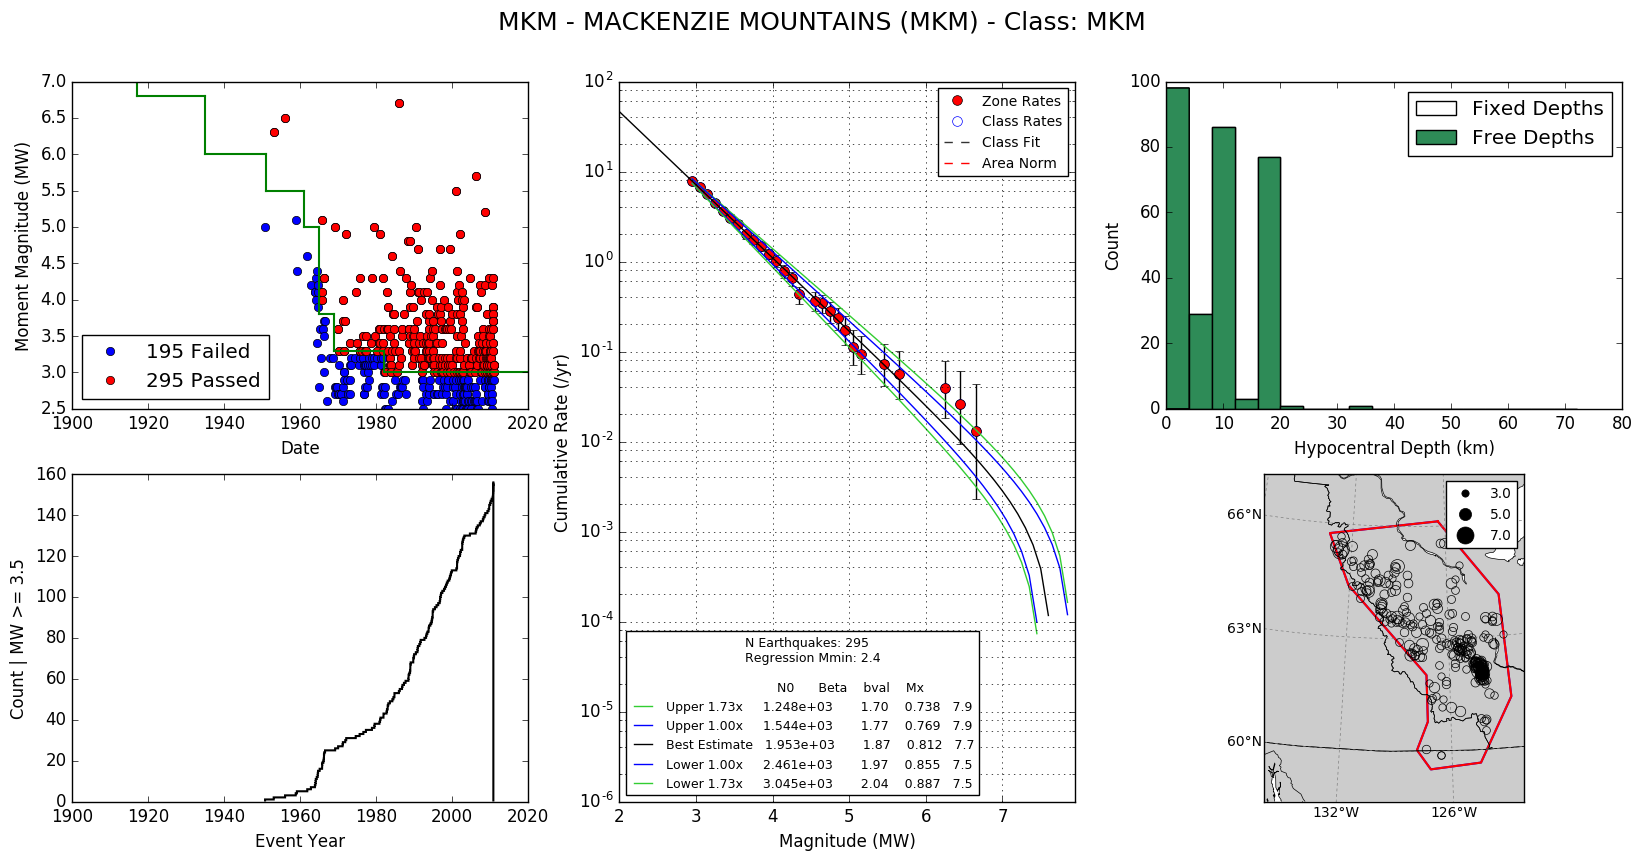 MKM - MACKENZIE MOUNTAINS (MKM) - Class: MKM
7.0
6.5
6.0
5.5
5.0
4.5
4.0
3.5
3.0
2.5
Moment Magnitude (MW)
195 Failed
295 Passed
1900 1920 1940 1960 1980 2000 2020
Date
160
140
120
100
80
60
40
20
0
Count | MW >= 3.5
1900 1920 1940 1960 1980 2000 2020
Event Year
10^2
10^1
10^0
10^-1
10^-2
10^-3
10^-4
10^-5
10^-6
Cumulative Rate (/yr)
Zone Rates
Class Rates
Class Fit
Area Norm
N Earthquakes: 295
Regression Mmin: 2.4
N0 Beta bval Mx
Upper 1.73x 1.248e+03 1.70 0.738 7.9
Upper 1.00x 1.544e+03 1.77 0.769 7.9
Best Estimate 1.953e+03 1.87 0.812 7.7
Lower 1.00x 2.461e+03 1.97 0.855 7.5
Lower 1.73x 3.045e+03 2.04 0.887 7.5
2 3 4 5 6 7
Magnitude (MW)
100
80
60
40
20
0
Count
Fixed Depths
Free Depths
0 10 20 30 40 50 60 70 80
Hypocentral Depth (km)
3.0
5.0
7.0
66°N
63°N
60°N
132°W 126°W